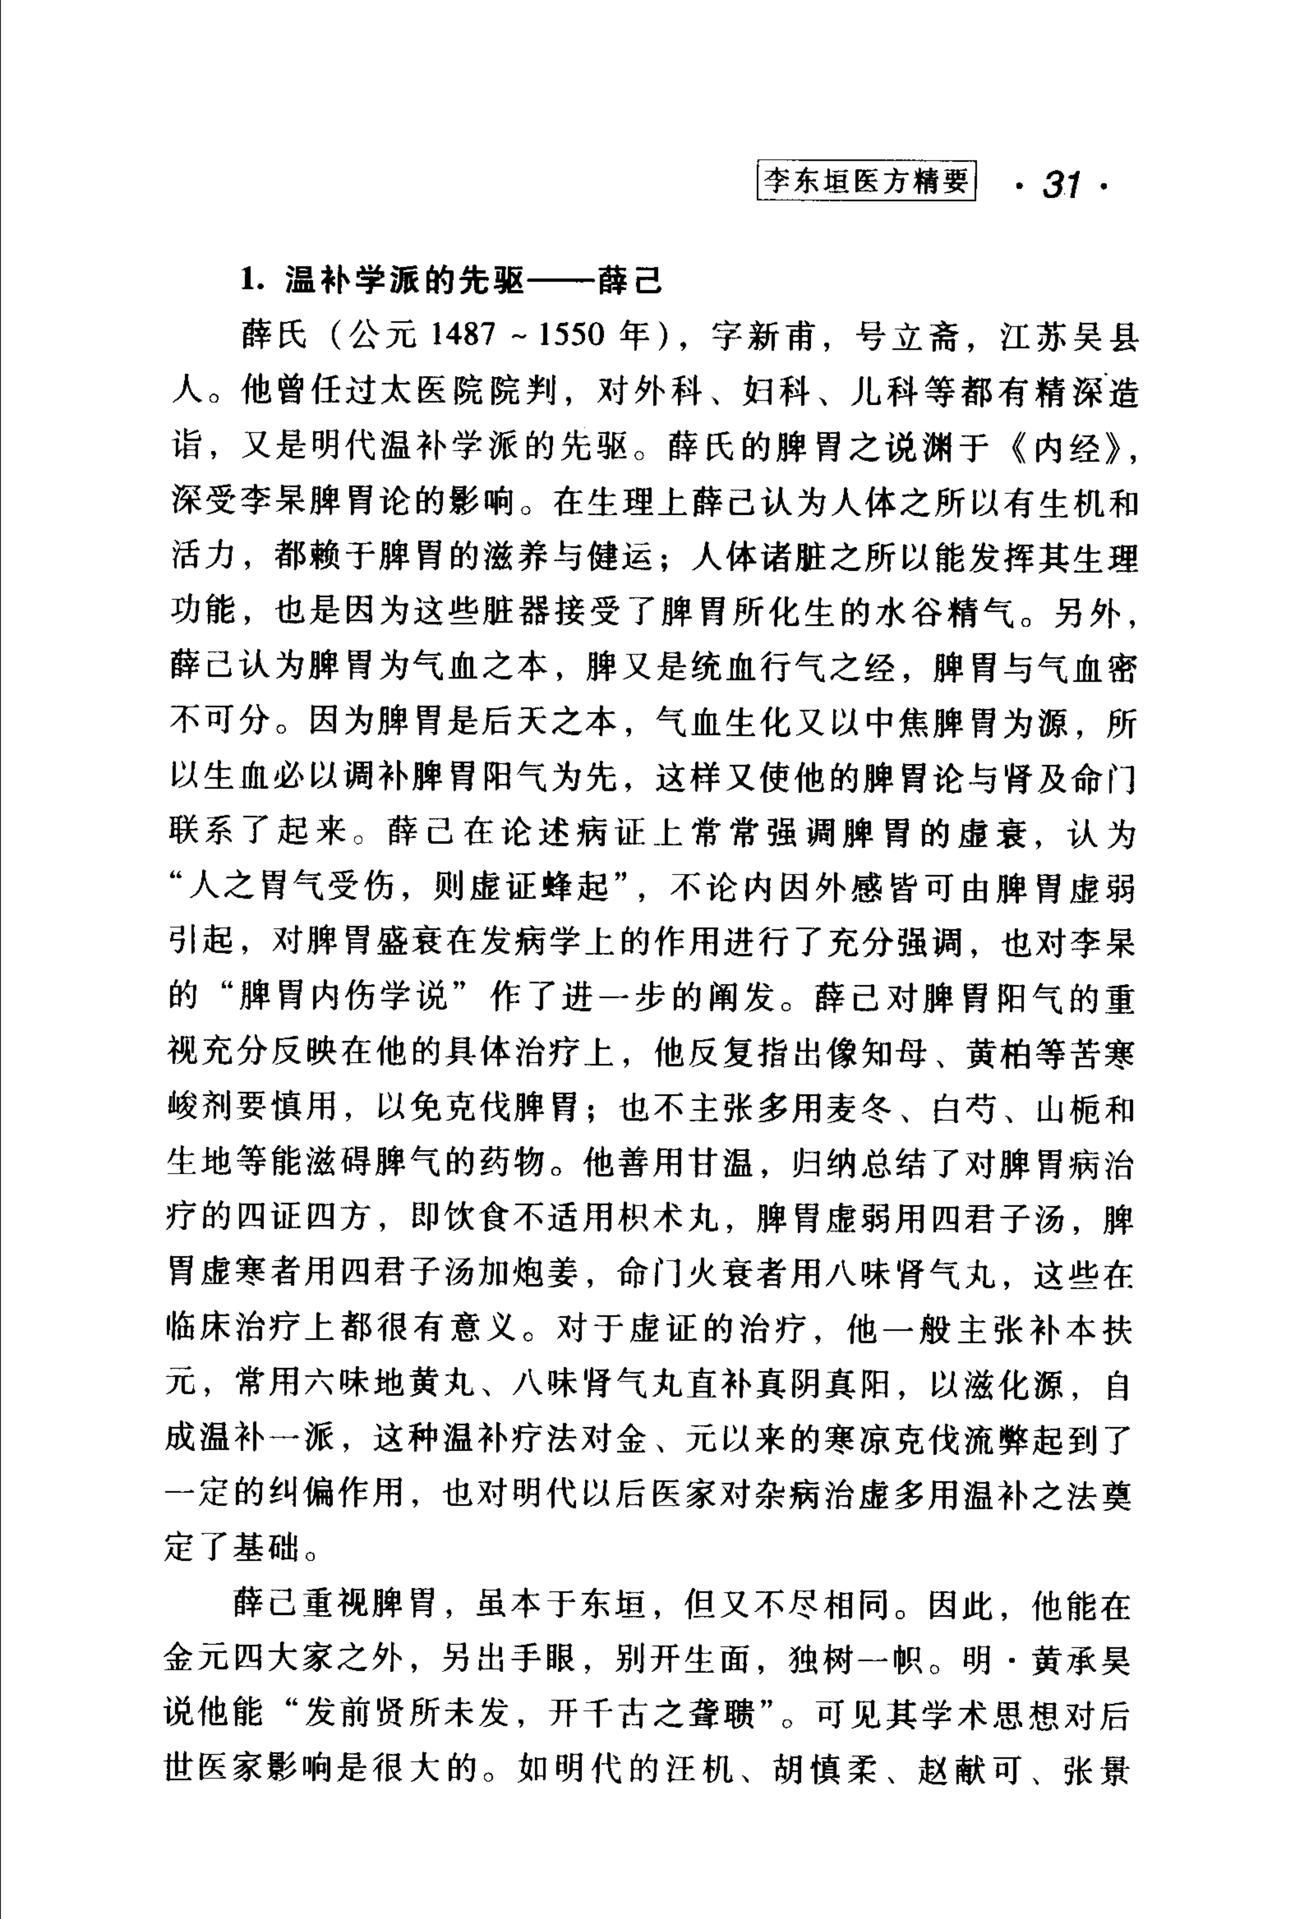 李东垣医方精要 · 31 ·
1. 温补学派的先驱——薛己
薛氏（公元 1487 ~ 1550 年），字新甫，号立斋，江苏吴县
人。他曾任过太医院院判，对外科、妇科、儿科等都有精深造
诣，又是明代温补学派的先驱。薛氏的脾胃之说渊于《内经》，
深受李杲脾胃论的影响。在生理上薛己认为人体之所以有生机和
活力，都赖于脾胃的滋养与健运；人体诸脏之所以能发挥其生理
功能，也是因为这些脏器接受了脾胃所化生的水谷精气。另外，
薛己认为脾胃为气血之本，脾又是统血行气之经，脾胃与气血密
不可分。因为脾胃是后天之本，气血生化又以中焦脾胃为源，所
以生血必以调补脾胃阳气为先，这样又使他的脾胃论与肾及命门
联系了起来。薛己在论述病证上常常强调脾胃的虚衰，认为
“人之胃气受伤，则虚证蜂起”，不论内因外感皆可由脾胃虚弱
引起，对脾胃盛衰在发病学上的作用进行了充分强调，也对李杲
的“脾胃内伤学说”作了进一步的阐发。薛己对脾胃阳气的重
视充分反映在他的具体治疗上，他反复指出像知母、黄柏等苦寒
峻剂要慎用，以免克伐脾胃；也不主张多用麦冬、白芍、山栀和
生地等能滋碍脾气的药物。他善用甘温，归纳总结了对脾胃病治
疗的四证四方，即饮食不适用枳术丸，脾胃虚弱用四君子汤，脾
胃虚寒者用四君子汤加炮姜，命门火衰者用八味肾气丸，这些在
临床治疗上都很有意义。对于虚证的治疗，他一般主张补本扶
元，常用六味地黄丸、八味肾气丸直补真阴真阳，以滋化源，自
成温补一派，这种温补疗法对金、元以来的寒凉克伐流弊起到了
一定的纠偏作用，也对明代以后医家对杂病治虚多用温补之法奠
定了基础。
薛己重视脾胃，虽本于东垣，但又不尽相同。因此，他能在
金元四大家之外，另出手眼，别开生面，独树一帜。明·黄承昊
说他能“发前贤所未发，开千古之聋聩”。可见其学术思想对后
世医家影响是很大的。如明代的汪机、胡慎柔、赵献可、张景